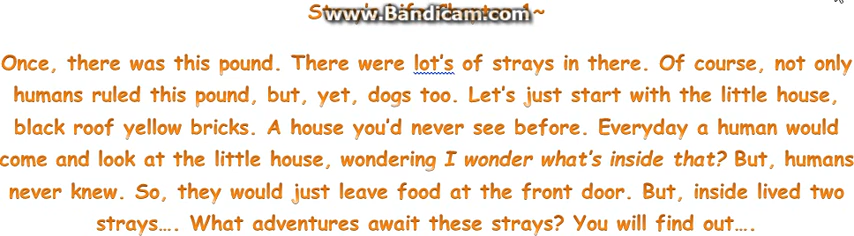 www.Bandicam.com
Once, there was this pound. There were lot's of strays in there. Of course, not only
humans ruled this pound, but, yet, dogs too. Let's just start with the little house,
black roof yellow bricks. A house you'd never see before. Everyday a human would
come and look at the little house, wondering I wonder what's inside that? But, humans
never knew. So, they would just leave food at the front door. But, inside lived two
strays.... What adventures await these strays? You will find out....